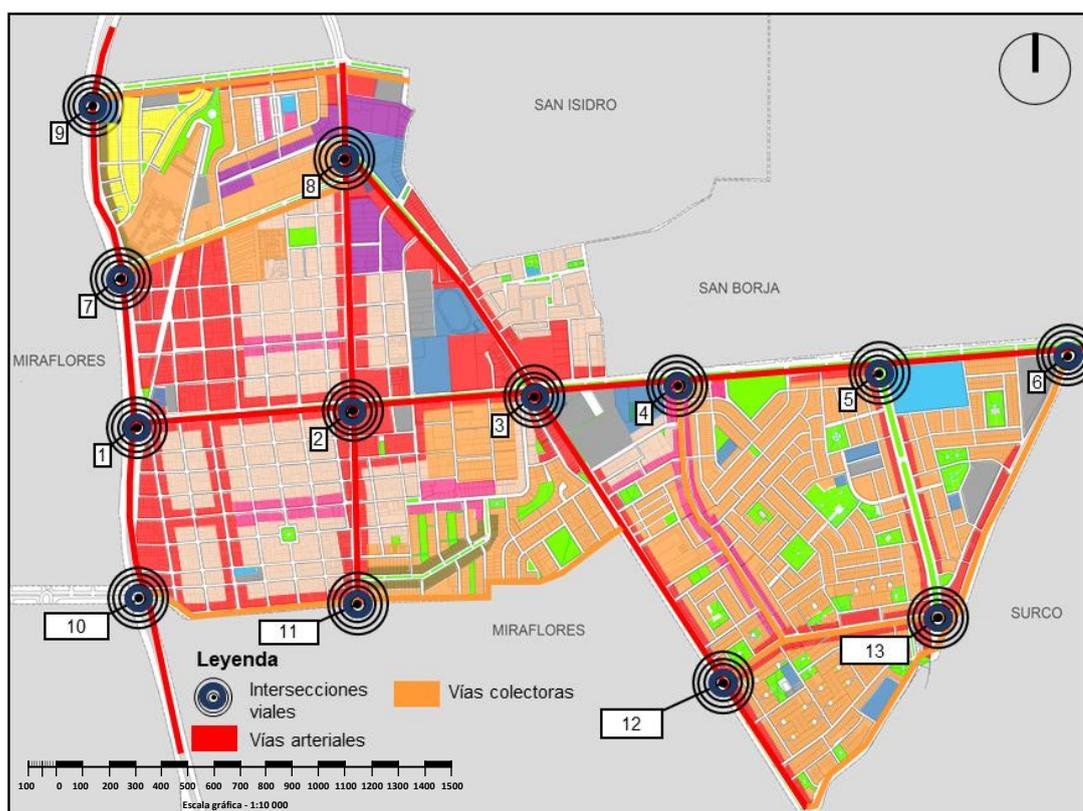 SAN ISIDRO
9
8
SAN BORJA
7
MIRAFLORES
6
5
4
3
2
1
10
11
MIRAFLORES
SURCO
13
12
Leyenda
Intersecciones
viales
Vías colectoras
Vías arteriales
100 0 100 200 300 400 500 600 700 800 900 1000 1100 1200 1300 1400 1500
Escala gráfica - 1:10 000